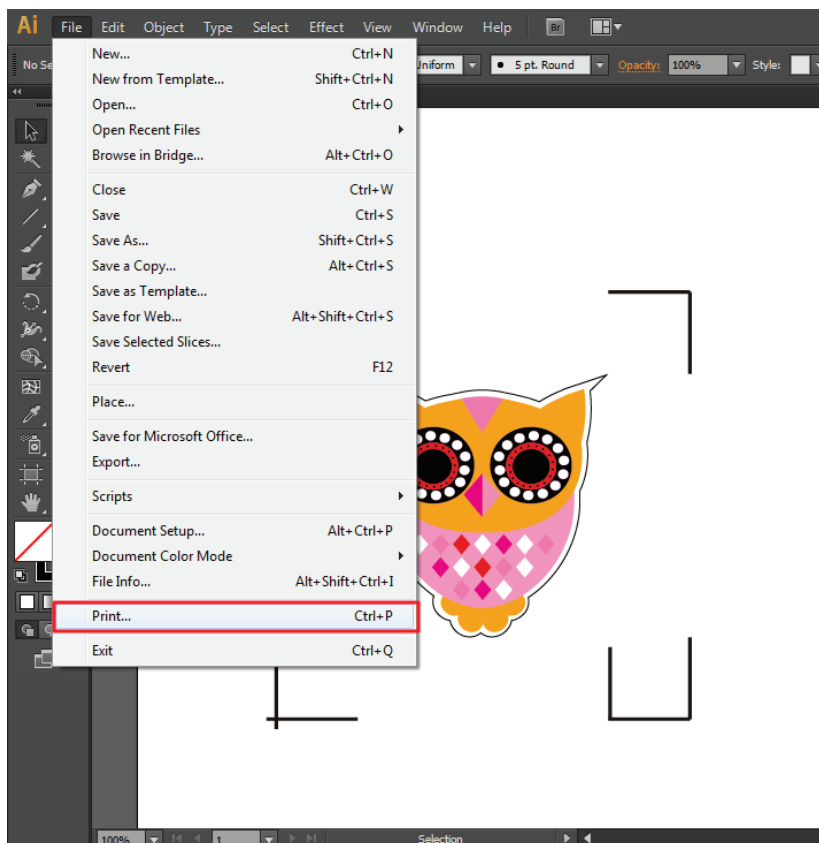 Ai File Edit Object Type Select Effect View Window Help Br
No Se Uniform 5 pt. Round Opacity: 100% Style:
New... Ctrl+N
New from Template... Shift+Ctrl+N
Open... Ctrl+O
Open Recent Files
Browse in Bridge... Alt+Ctrl+O
Close Ctrl+W
Save Ctrl+S
Save As... Shift+Ctrl+S
Save a Copy... Alt+Ctrl+S
Save as Template...
Save for Web... Alt+Shift+Ctrl+S
Save Selected Slices...
Revert F12
Place...
Save for Microsoft Office...
Export...
Scripts
Document Setup... Alt+Ctrl+P
Document Color Mode
File Info... Alt+Shift+Ctrl+I
Print... Ctrl+P
Exit Ctrl+Q
100% 1 Selection